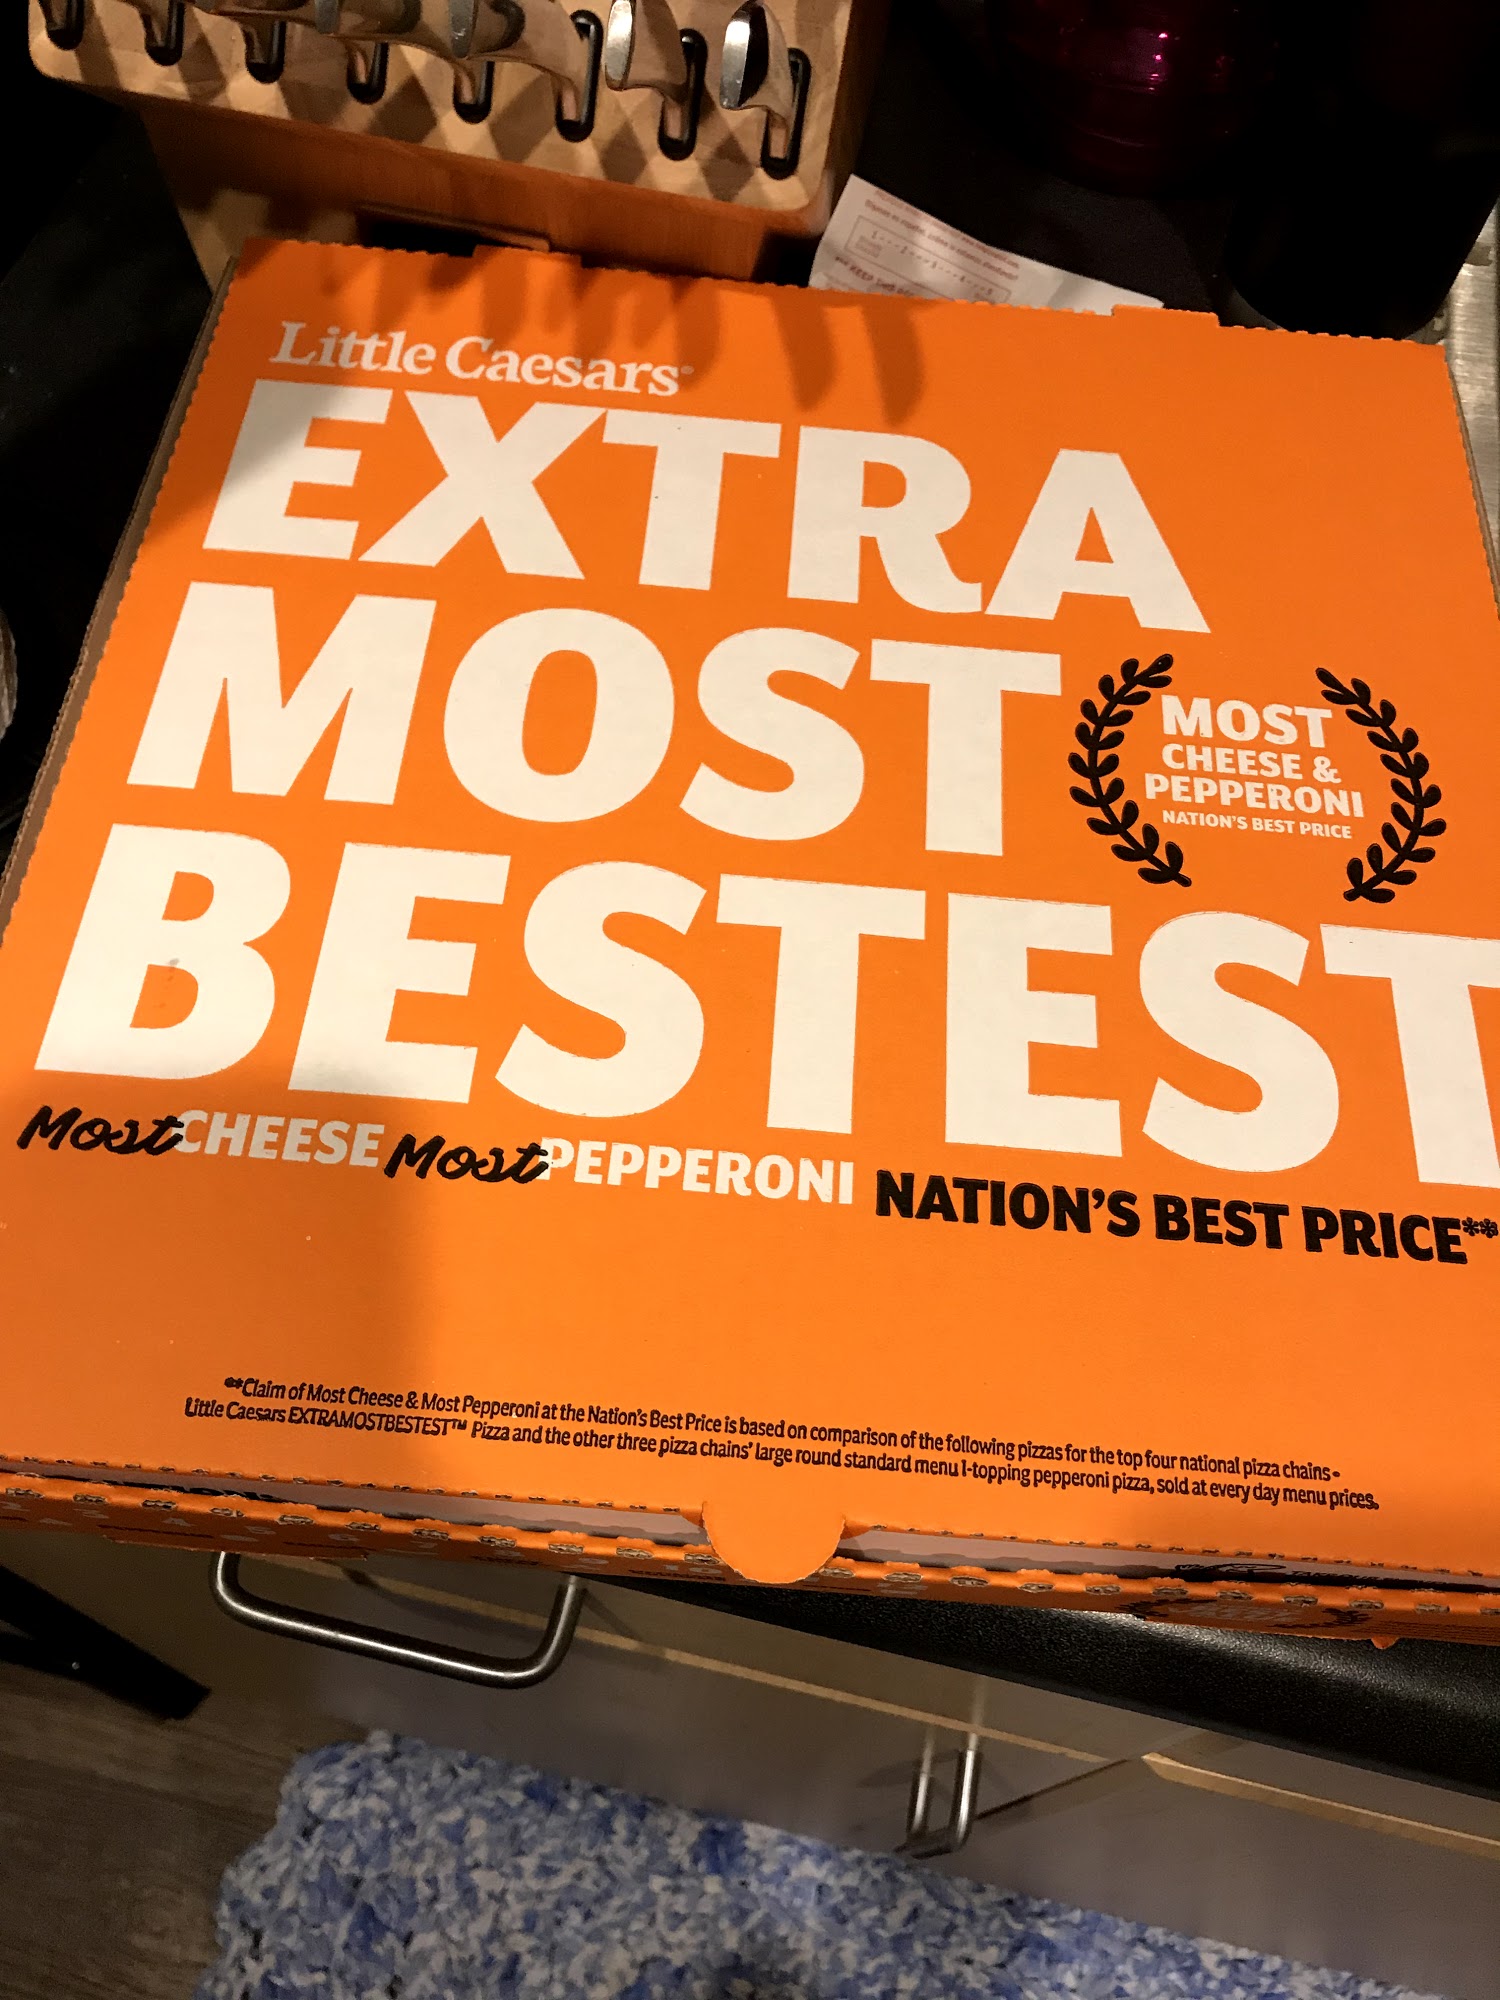 Little Caesars®
EXTRA
MOST
BESTEST
MOST
CHEESE &
PEPPERONI
NATION'S BEST PRICE
Most CHEESE Most PEPPERONI NATION'S BEST PRICE**
**Claim of Most Cheese & Most Pepperoni at the Nation's Best Price is based on comparison of the following pizzas for the top four national pizza chains-
Little Caesars EXTRAMOSTBESTEST™ Pizza and the other three pizza chains' large round standard menu 1-topping pepperoni pizza, sold at every day menu prices.